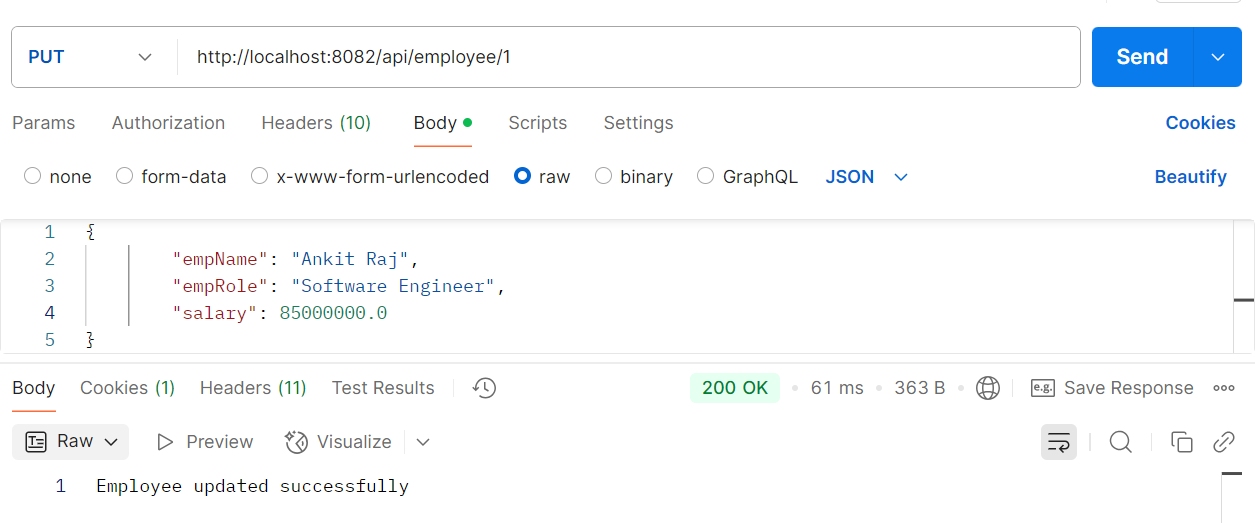 PUT http://localhost:8082/api/employee/1 Send
Params Authorization Headers (10) Body Scripts Settings Cookies
none form-data x-www-form-urlencoded raw binary GraphQL JSON Beautify
1 {
2 "empName": "Ankit Raj",
3 "empRole": "Software Engineer",
4 "salary": 85000000.0
5 }
Body Cookies (1) Headers (11) Test Results 200 OK 61 ms 363 B e.g. Save Response
Raw Preview Visualize
1 Employee updated successfully